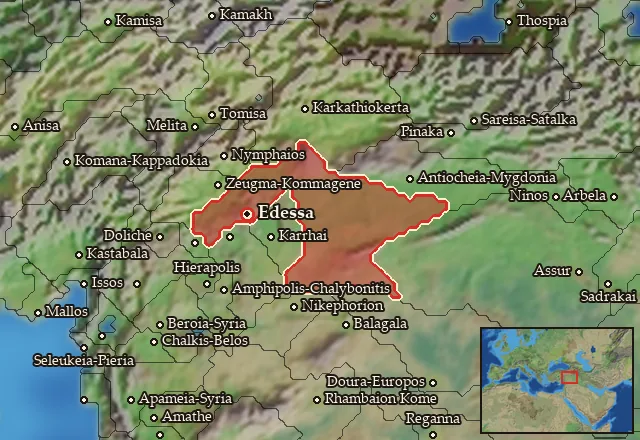 Kamisa
Kamakh
Thospia
Karkathiokerta
Tomisa
Anisa
Melita
Sareisa-Satalka
Pinaka
Komana-Kappadokia
Nymphaios
Zeugma-Kommagene
Antiocheia-Mygdonia
Ninos
Arbela
Edessa
Doliche
Karrhai
Kastabala
Hierapolis
Assur
Issos
Amphipolis-Chalybonitis
Sadrakai
Mallos
Nikephorion
Beroia-Syria
Balagala
Chalkis-Belos
Seleukeia-Pieria
Doura-Europos
Apameia-Syria
Rhambaion Kome
Amathe
Reganna